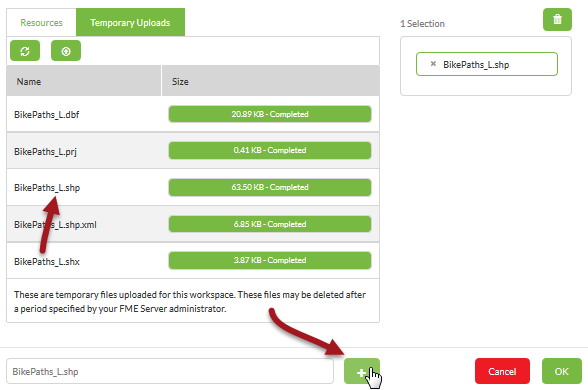 Resources
Temporary Uploads
1 Selection
BikePaths_L.shp
Name
Size
BikePaths_L.dbf
20.89 KB - Completed
BikePaths_L.prj
0.41 KB - Completed
BikePaths_L.shp
63.50 KB - Completed
BikePaths_L.shp.xml
6.85 KB - Completed
BikePaths_L.shx
3.87 KB - Completed
These are temporary files uploaded for this workspace. These files may be deleted after
a period specified by your FME Server administrator.
BikePaths_L.shp
Cancel
OK